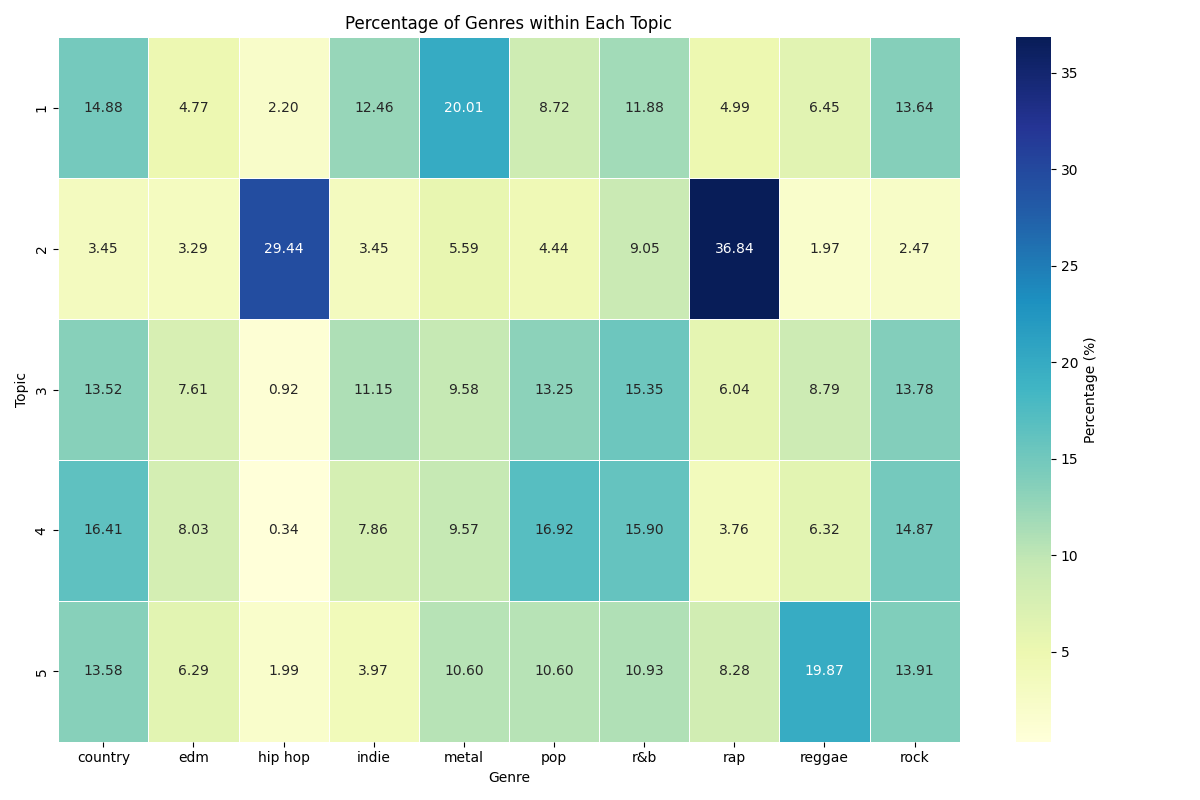 Percentage of Genres within Each Topic
1 14.88 4.77 2.20 12.46 20.01 8.72 11.88 4.99 6.45 13.64
2 3.45 3.29 29.44 3.45 5.59 4.44 9.05 36.84 1.97 2.47
3 13.52 7.61 0.92 11.15 9.58 13.25 15.35 6.04 8.79 13.78
4 16.41 8.03 0.34 7.86 9.57 16.92 15.90 3.76 6.32 14.87
5 13.58 6.29 1.99 3.97 10.60 10.60 10.93 8.28 19.87 13.91
Topic
country edm hip hop indie metal pop r&b rap reggae rock
Genre
35
30
25
20
15
10
5
Percentage (%)